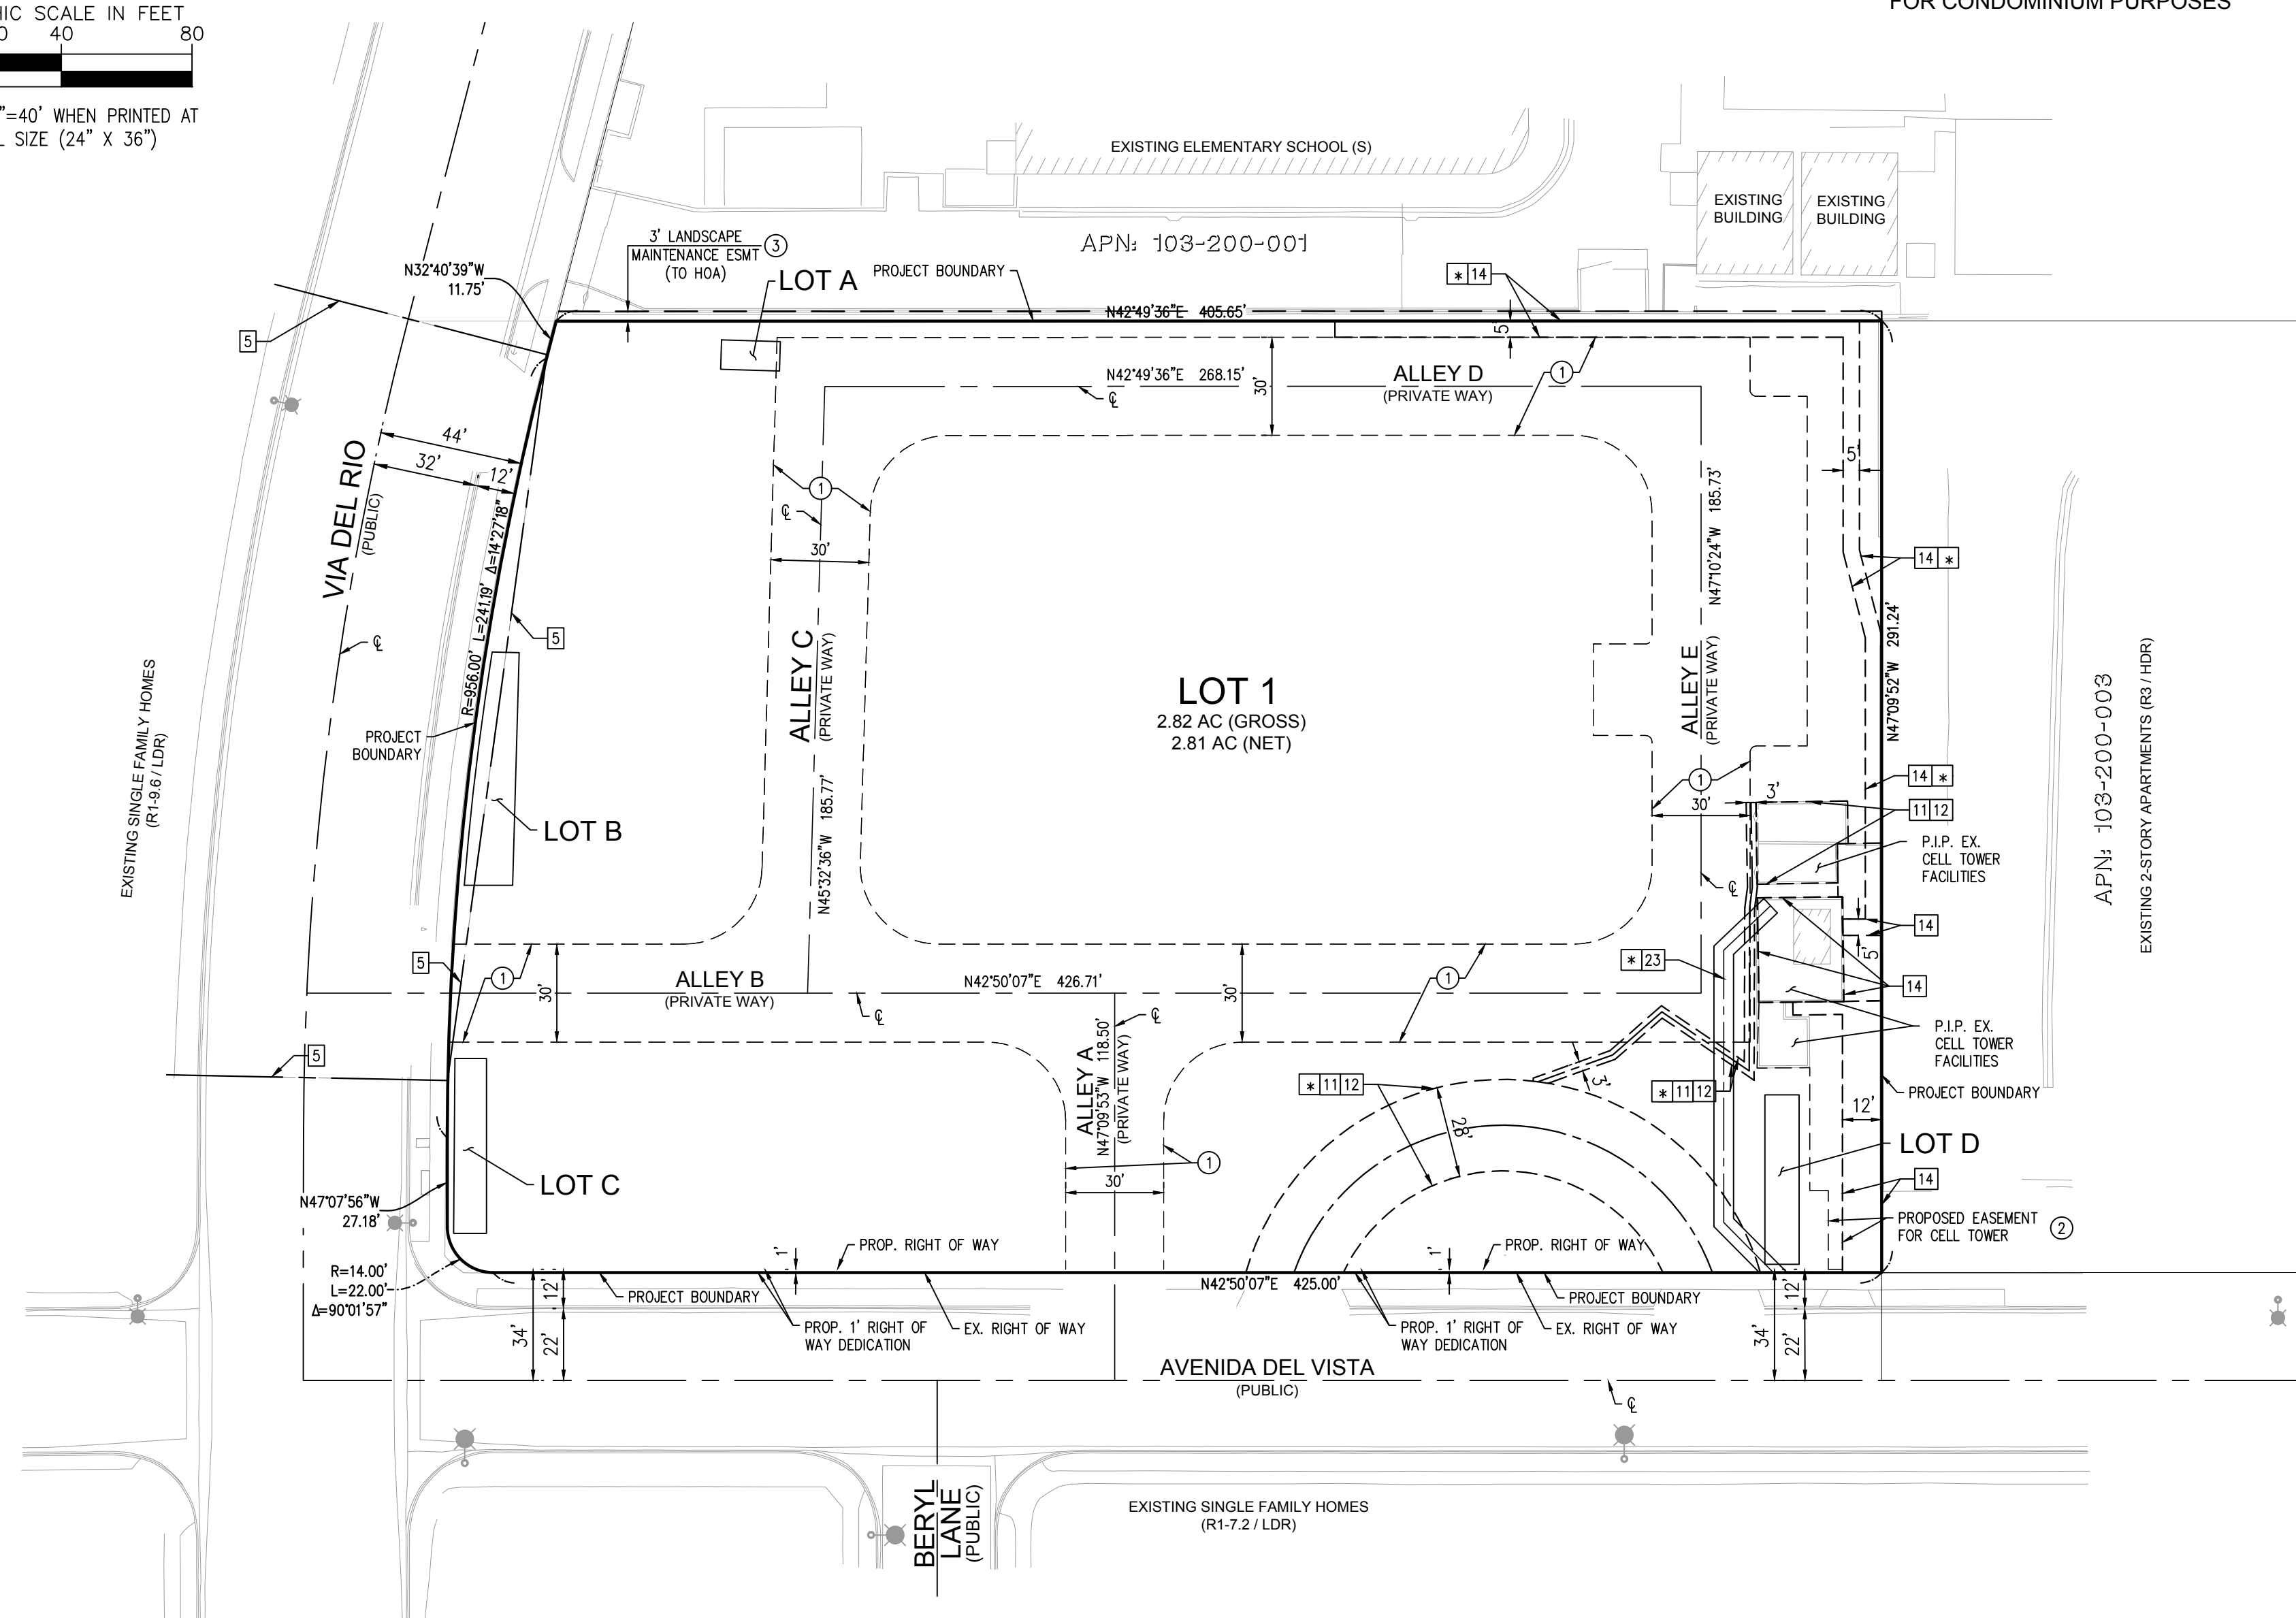 FOR CONDOMINIUM PURPOSES
HIC SCALE IN FEET
0 40 80
"=40' WHEN PRINTED AT
L SIZE (24" X 36")
EXISTING ELEMENTARY SCHOOL (S)
EXISTING
BUILDING
EXISTING
BUILDING
3' LANDSCAPE
MAINTENANCE ESMT
(TO HOA)
3
APN: 103-200-001
LOT A
PROJECT BOUNDARY
* 14
N32°40'39"W
11.75'
N42°49'36"E 405.65'
5'
5
N42°49'36"E 268.15'
30'
ALLEY D
(PRIVATE WAY)
1
℄
44'
32'
12'
VIA DEL RIO
(PUBLIC)
℄
R=956.00' L=241.19' Δ=14°27'18"
5
PROJECT
BOUNDARY
EXISTING SINGLE FAMILY HOMES
(R1-9.6 / LDR)
LOT B
1
℄
30'
ALLEY C
(PRIVATE WAY)
N45°32'36"W 185.77'
LOT 1
2.82 AC (GROSS)
2.81 AC (NET)
N47°10'24"W 185.73'
ALLEY E
(PRIVATE WAY)
5'
14 *
N47°09'52"W 291.24'
APN: 103-200-003
EXISTING 2-STORY APARTMENTS (R3 / HDR)
1
30'
3'
14 *
11 12
P.I.P. EX.
CELL TOWER
FACILITIES
℄
14
5'
* 23
14
P.I.P. EX.
CELL TOWER
FACILITIES
PROJECT BOUNDARY
5
1
30'
ALLEY B
(PRIVATE WAY)
N42°50'07"E 426.71'
℄
30'
1
5
℄
ALLEY A
N47°09'53"W 118.50'
(PRIVATE WAY)
1
30'
* 11 12
28'
3'
* 11 12
12'
LOT D
14
PROPOSED EASEMENT
FOR CELL TOWER
2
LOT C
N47°07'56"W
27.18'
R=14.00'
L=22.00'
Δ=90°01'57"
1'
PROP. RIGHT OF WAY
1'
PROP. RIGHT OF WAY
N42°50'07"E 425.00'
PROJECT BOUNDARY
PROJECT BOUNDARY
PROP. 1' RIGHT OF
WAY DEDICATION
EX. RIGHT OF WAY
PROP. 1' RIGHT OF
WAY DEDICATION
EX. RIGHT OF WAY
34'
12'
22'
34'
12'
22'
AVENIDA DEL VISTA
(PUBLIC)
℄
BERYL
LANE
(PUBLIC)
EXISTING SINGLE FAMILY HOMES
(R1-7.2 / LDR)